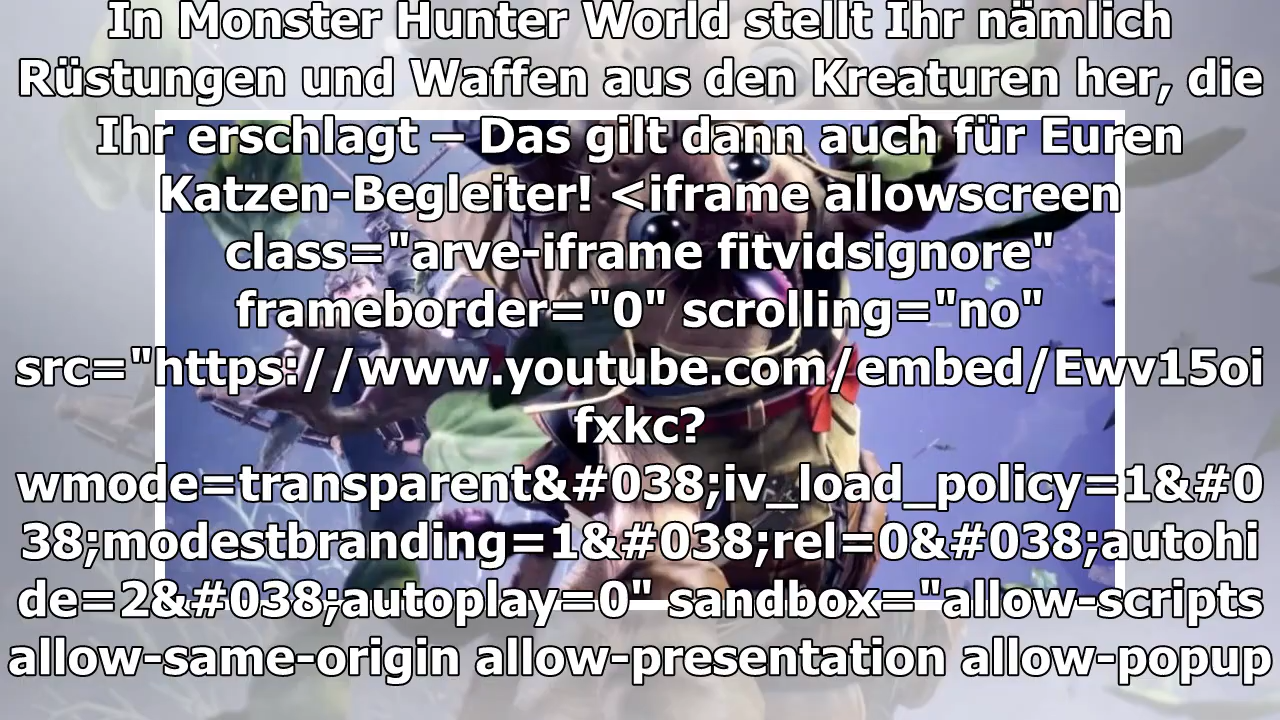 In Monster Hunter World stellt Ihr nämlich
Rüstungen und Waffen aus den Kreaturen her, die
Ihr erschlagt – Das gilt dann auch für Euren
Katzen-Begleiter! <iframe allowscreen
class="arve-iframe fitvidsignore"
frameborder="0" scrolling="no"
src="https://www.youtube.com/embed/Ewv15oi
fxkc?
wmode=transparent&#038;iv_load_policy=1&#0
38;modestbranding=1&#038;rel=0&#038;autohi
de=2&#038;autoplay=0" sandbox="allow-scripts
allow-same-origin allow-presentation allow-popup